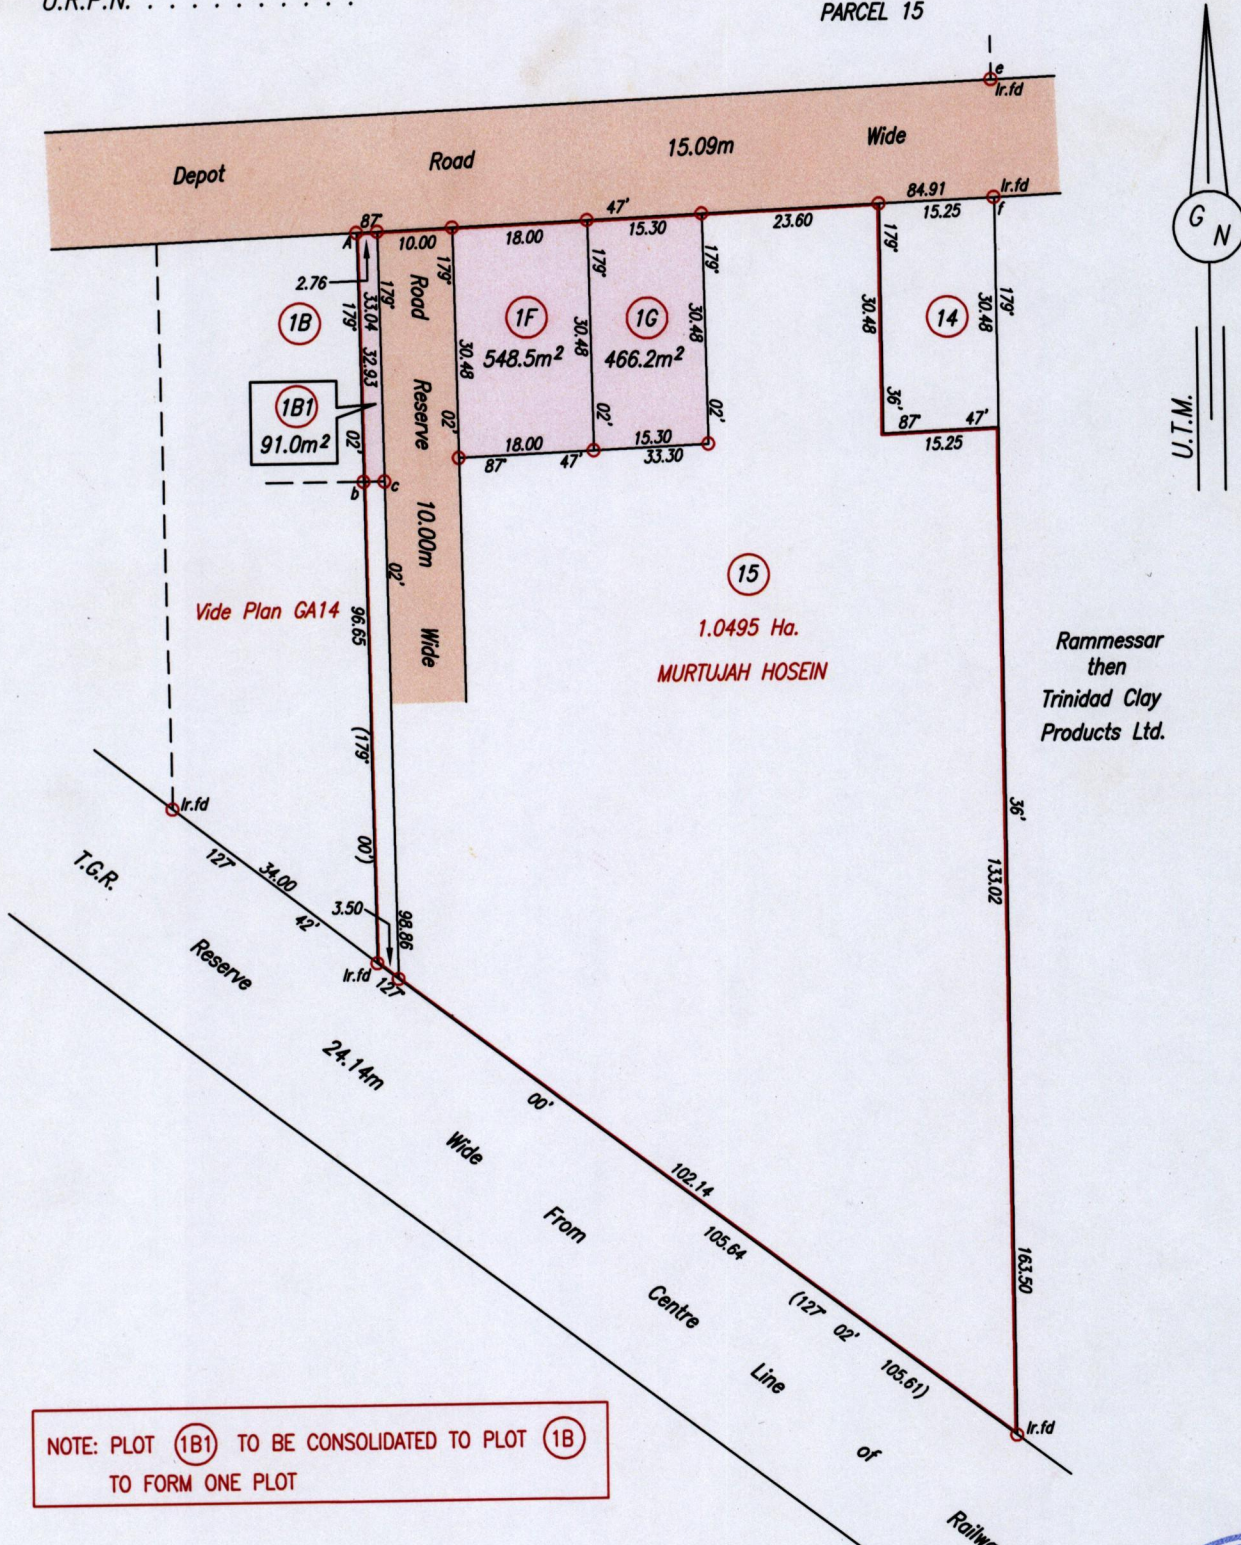 PARCEL 15
e
Ir.fd
Depot Road 15.09m Wide
G N
U.T.M.
A
87°
10.00
18.00
47'
15.30
23.60
84.91
15.25
Ir.fd
f
2.76
179°
33.04
32.93
02'
179°
1B
1B1
91.0m²
b
c
02'
Road Reserve 10.00m Wide
179°
30.48
02'
1F
548.5m²
179°
30.48
02'
1G
466.2m²
179°
30.48
02'
18.00
15.30
87° 47' 33.30
179°
30.48
36'
14
179°
30.48
87° 47'
15.25
Vide Plan GA14
96.65
(179° 00')
98.86
15
1.0495 Ha.
MURTUJAH HOSEIN
Rammessar
then
Trinidad Clay
Products Ltd.
36'
133.02
163.50
Ir.fd
127° 34.00
42'
3.50
Ir.fd
127°
00'
102.14
105.64
(127° 02' 105.61)
Ir.fd
T.G.R. Reserve 24.14m Wide From Centre Line of
NOTE: PLOT 1B1 TO BE CONSOLIDATED TO PLOT 1B
TO FORM ONE PLOT